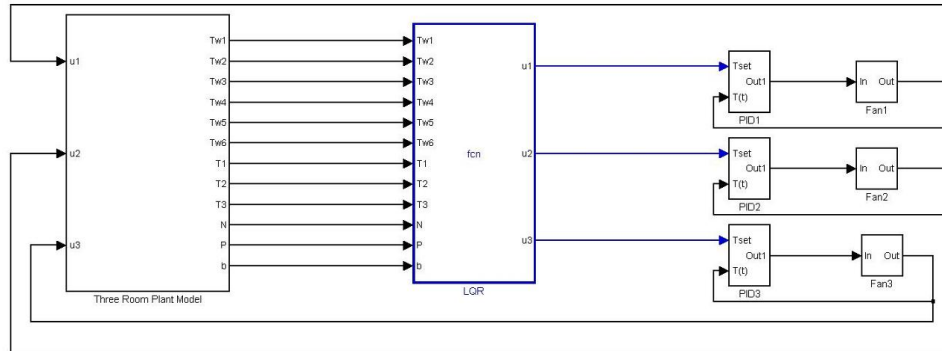 u1
u2
u3
Tw1
Tw2
Tw3
Tw4
Tw5
Tw6
T1
T2
T3
N
P
b
Three Room Plant Model
Tw1
Tw2
Tw3
Tw4
Tw5
Tw6
T1
T2
T3
N
P
b
fcn
u1
u2
u3
LQR
Tset
Out1
T(t)
PID1
In Out
Fan1
Tset
Out1
T(t)
PID2
In Out
Fan2
Tset
Out1
T(t)
PID3
In Out
Fan3